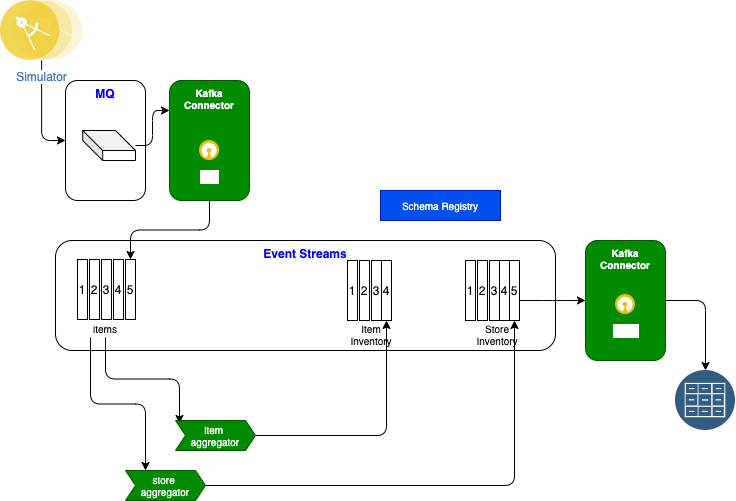 Simulator
MQ
Kafka
Connector
Schema Registry
Event Streams
Kafka
Connector
1 2 3 4 5
1 2 3 4
1 2 3 4 5
items
Item
Inventory
Store
Inventory
item
aggregator
store
aggregator